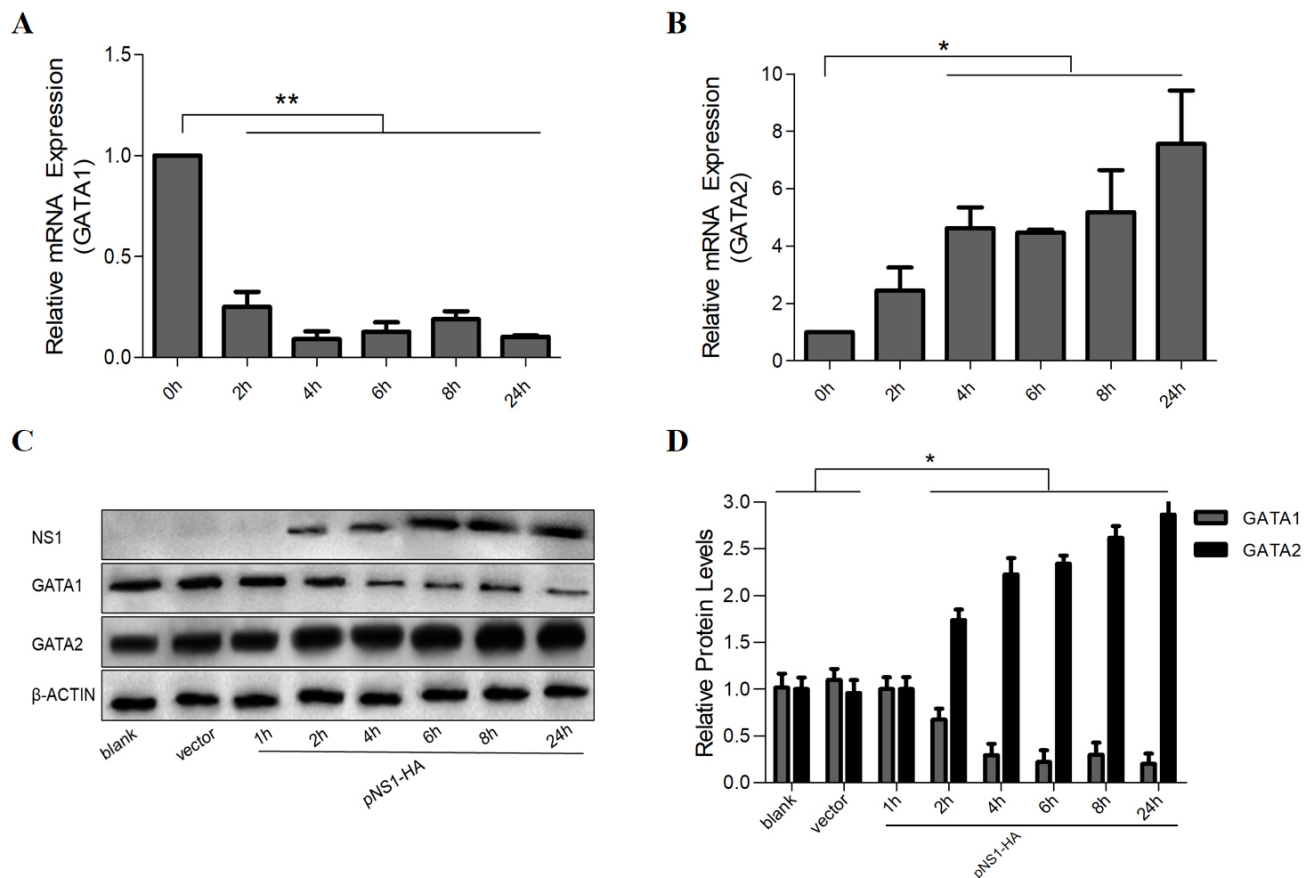 A
Relative mRNA Expression
(GATA1)
1.5
1.0
0.5
0.0
**
0h
2h
4h
6h
8h
24h
B
Relative mRNA Expression
(GATA2)
10
8
6
4
2
0
*
0h
2h
4h
6h
8h
24h
C
NS1
GATA1
GATA2
β-ACTIN
blank
vector
1h
2h
4h
6h
8h
24h
pNS1-HA
D
Relative Protein Levels
3.0
2.5
2.0
1.5
1.0
0.5
0.0
*
GATA1
GATA2
blank
vector
1h
2h
4h
6h
8h
24h
pNS1-HA